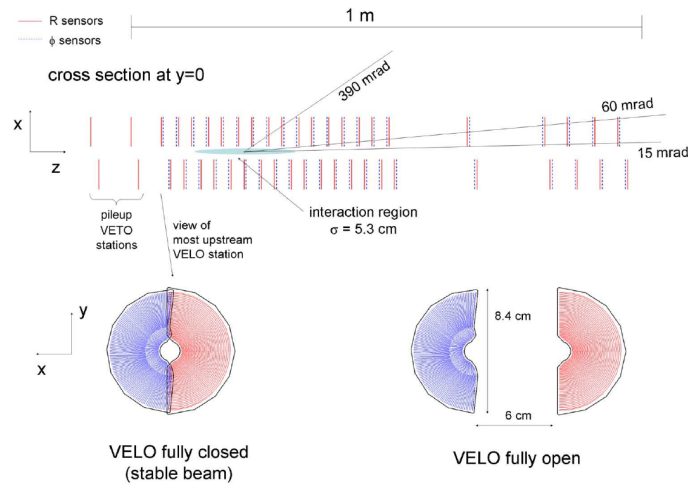 R sensors
ϕ sensors
1 m
cross section at y=0
390 mrad
60 mrad
15 mrad
x
z
pileup
VETO
stations
view of
most upstream
VELO station
interaction region
σ = 5.3 cm
y
x
8.4 cm
6 cm
VELO fully closed
(stable beam)
VELO fully open